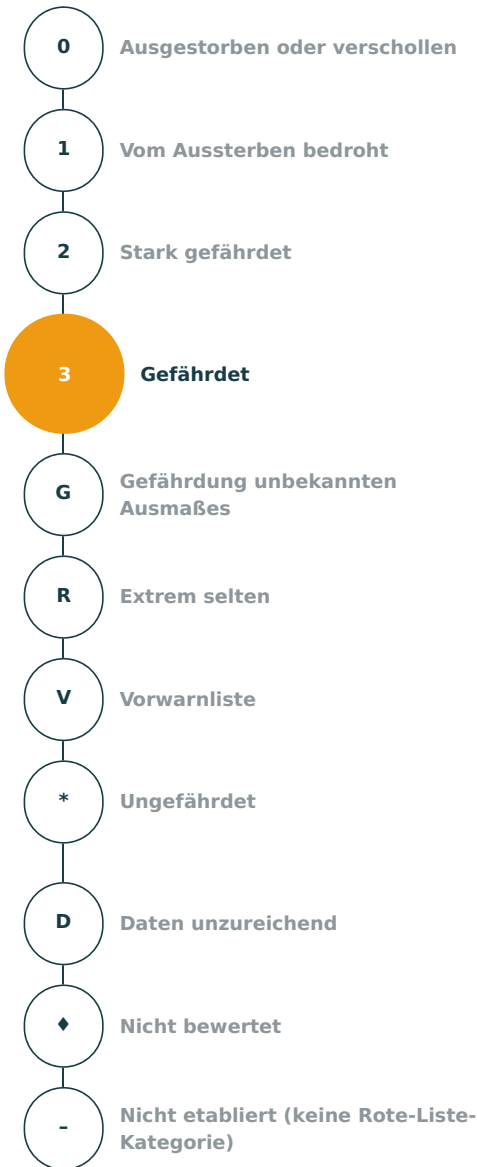 0 Ausgestorben oder verschollen
1 Vom Aussterben bedroht
2 Stark gefährdet
3 Gefährdet
G Gefährdung unbekannten
Ausmaßes
R Extrem selten
V Vorwarnliste
* Ungefährdet
D Daten unzureichend
♦ Nicht bewertet
– Nicht etabliert (keine Rote-Liste-
Kategorie)